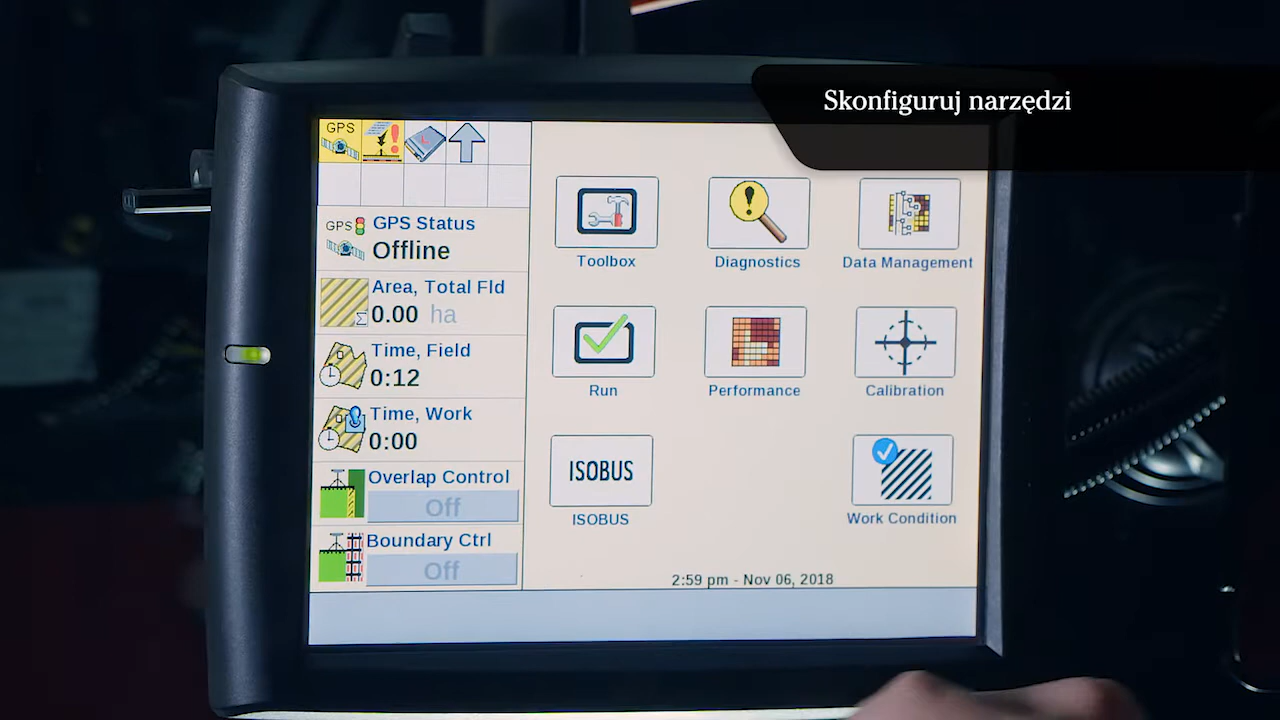 Skonfiguruj narzędzi
GPS
GPS
GPS Status
Offline
Area, Total Fld
0.00 ha
Time, Field
0:12
Time, Work
0:00
Overlap Control
Off
Boundary Ctrl
Off
Toolbox
Diagnostics
Data Management
Run
Performance
Calibration
ISOBUS
ISOBUS
Work Condition
2:59 pm - Nov 06, 2018